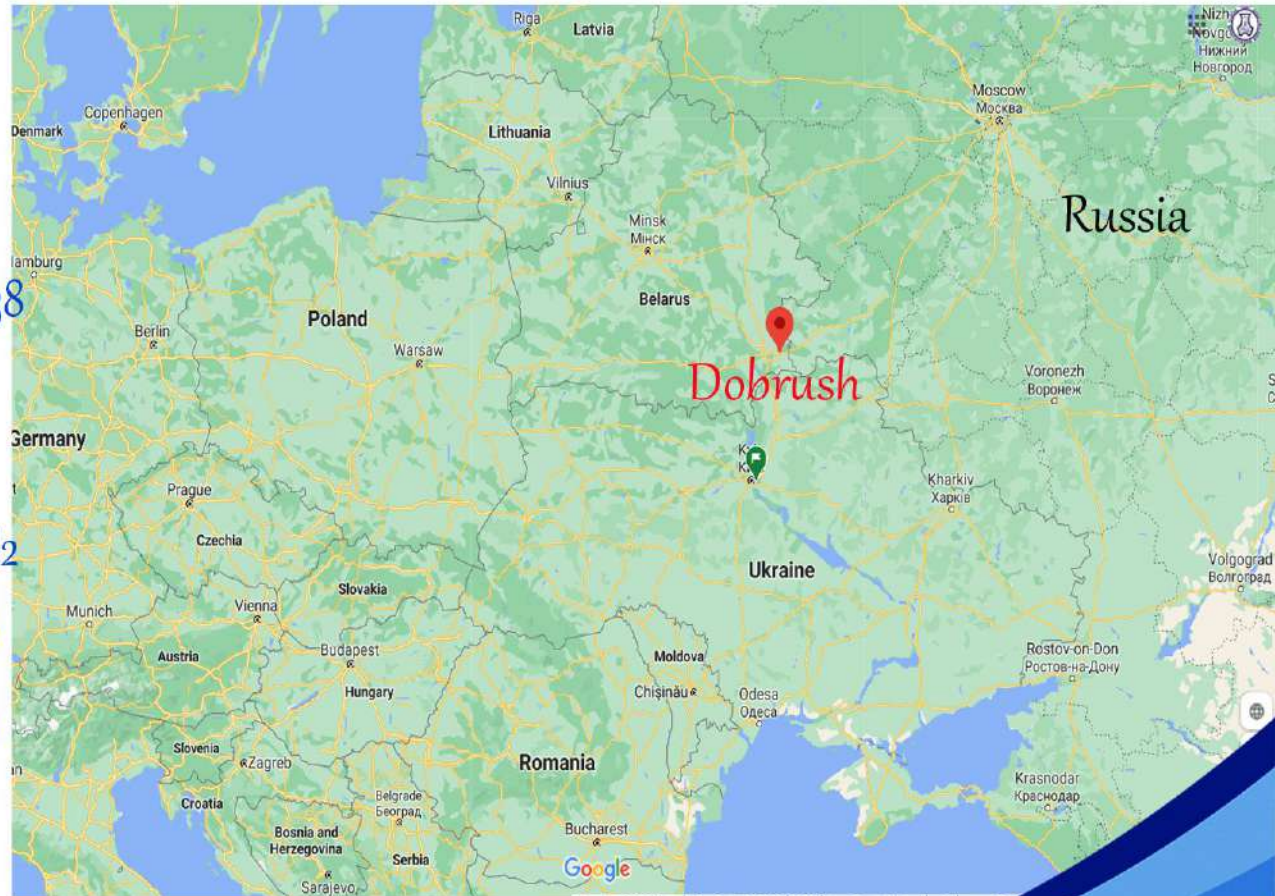 Riga
Latvia
Nizh
Novgo
Нижний
Новгород
Moscow
Москва
Copenhagen
Denmark
Lithuania
Vilnius
Russia
Minsk
Мінск
Hamburg
38
Belarus
Poland
Berlin
Warsaw
Dobrush
Voronezh
Воронеж
Germany
Kharkiv
Харків
Prague
Czechia
2
Ukraine
Volgograd
Волгоград
Slovakia
Munich
Vienna
Austria
Budapest
Moldova
Rostov-on-Don
Ростов-на-Дону
Hungary
Chișinău
Odesa
Одеса
Slovenia
Zagreb
Romania
Croatia
Belgrade
Београд
Krasnodar
Краснодар
Bosnia and
Herzegovina
Serbia
Bucharest
Google
Sarajevo